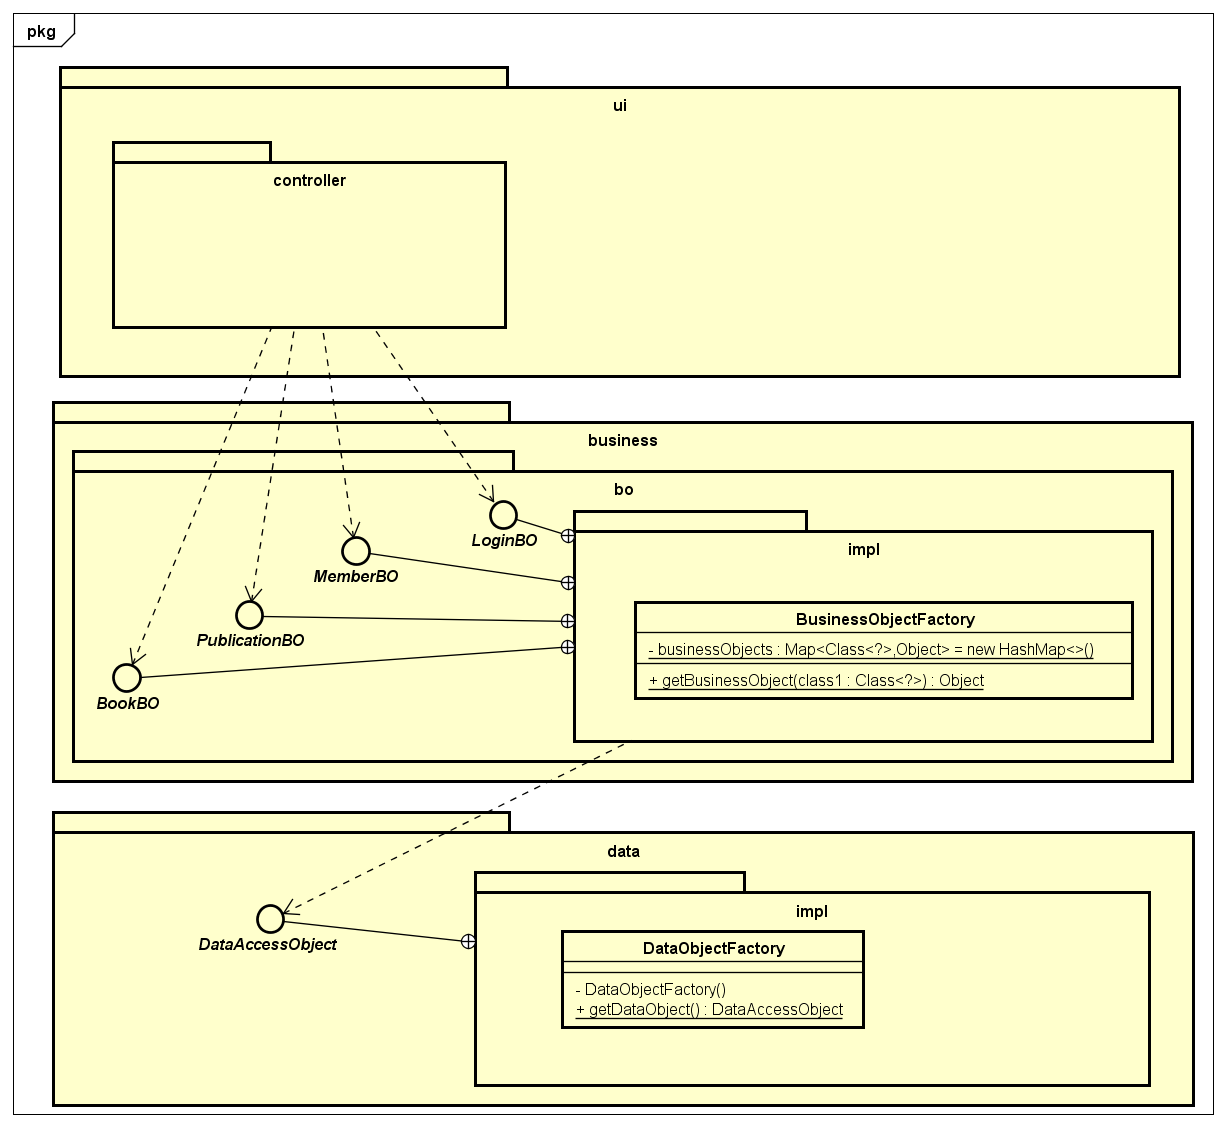 pkg
ui
controller
business
bo
LoginBO
impl
MemberBO
BusinessObjectFactory
PublicationBO
- businessObjects : Map<Class<?>,Object> = new HashMap<>()
+ getBusinessObject(class1 : Class<?>) : Object
BookBO
data
impl
DataAccessObject
DataObjectFactory
- DataObjectFactory()
+ getDataObject() : DataAccessObject